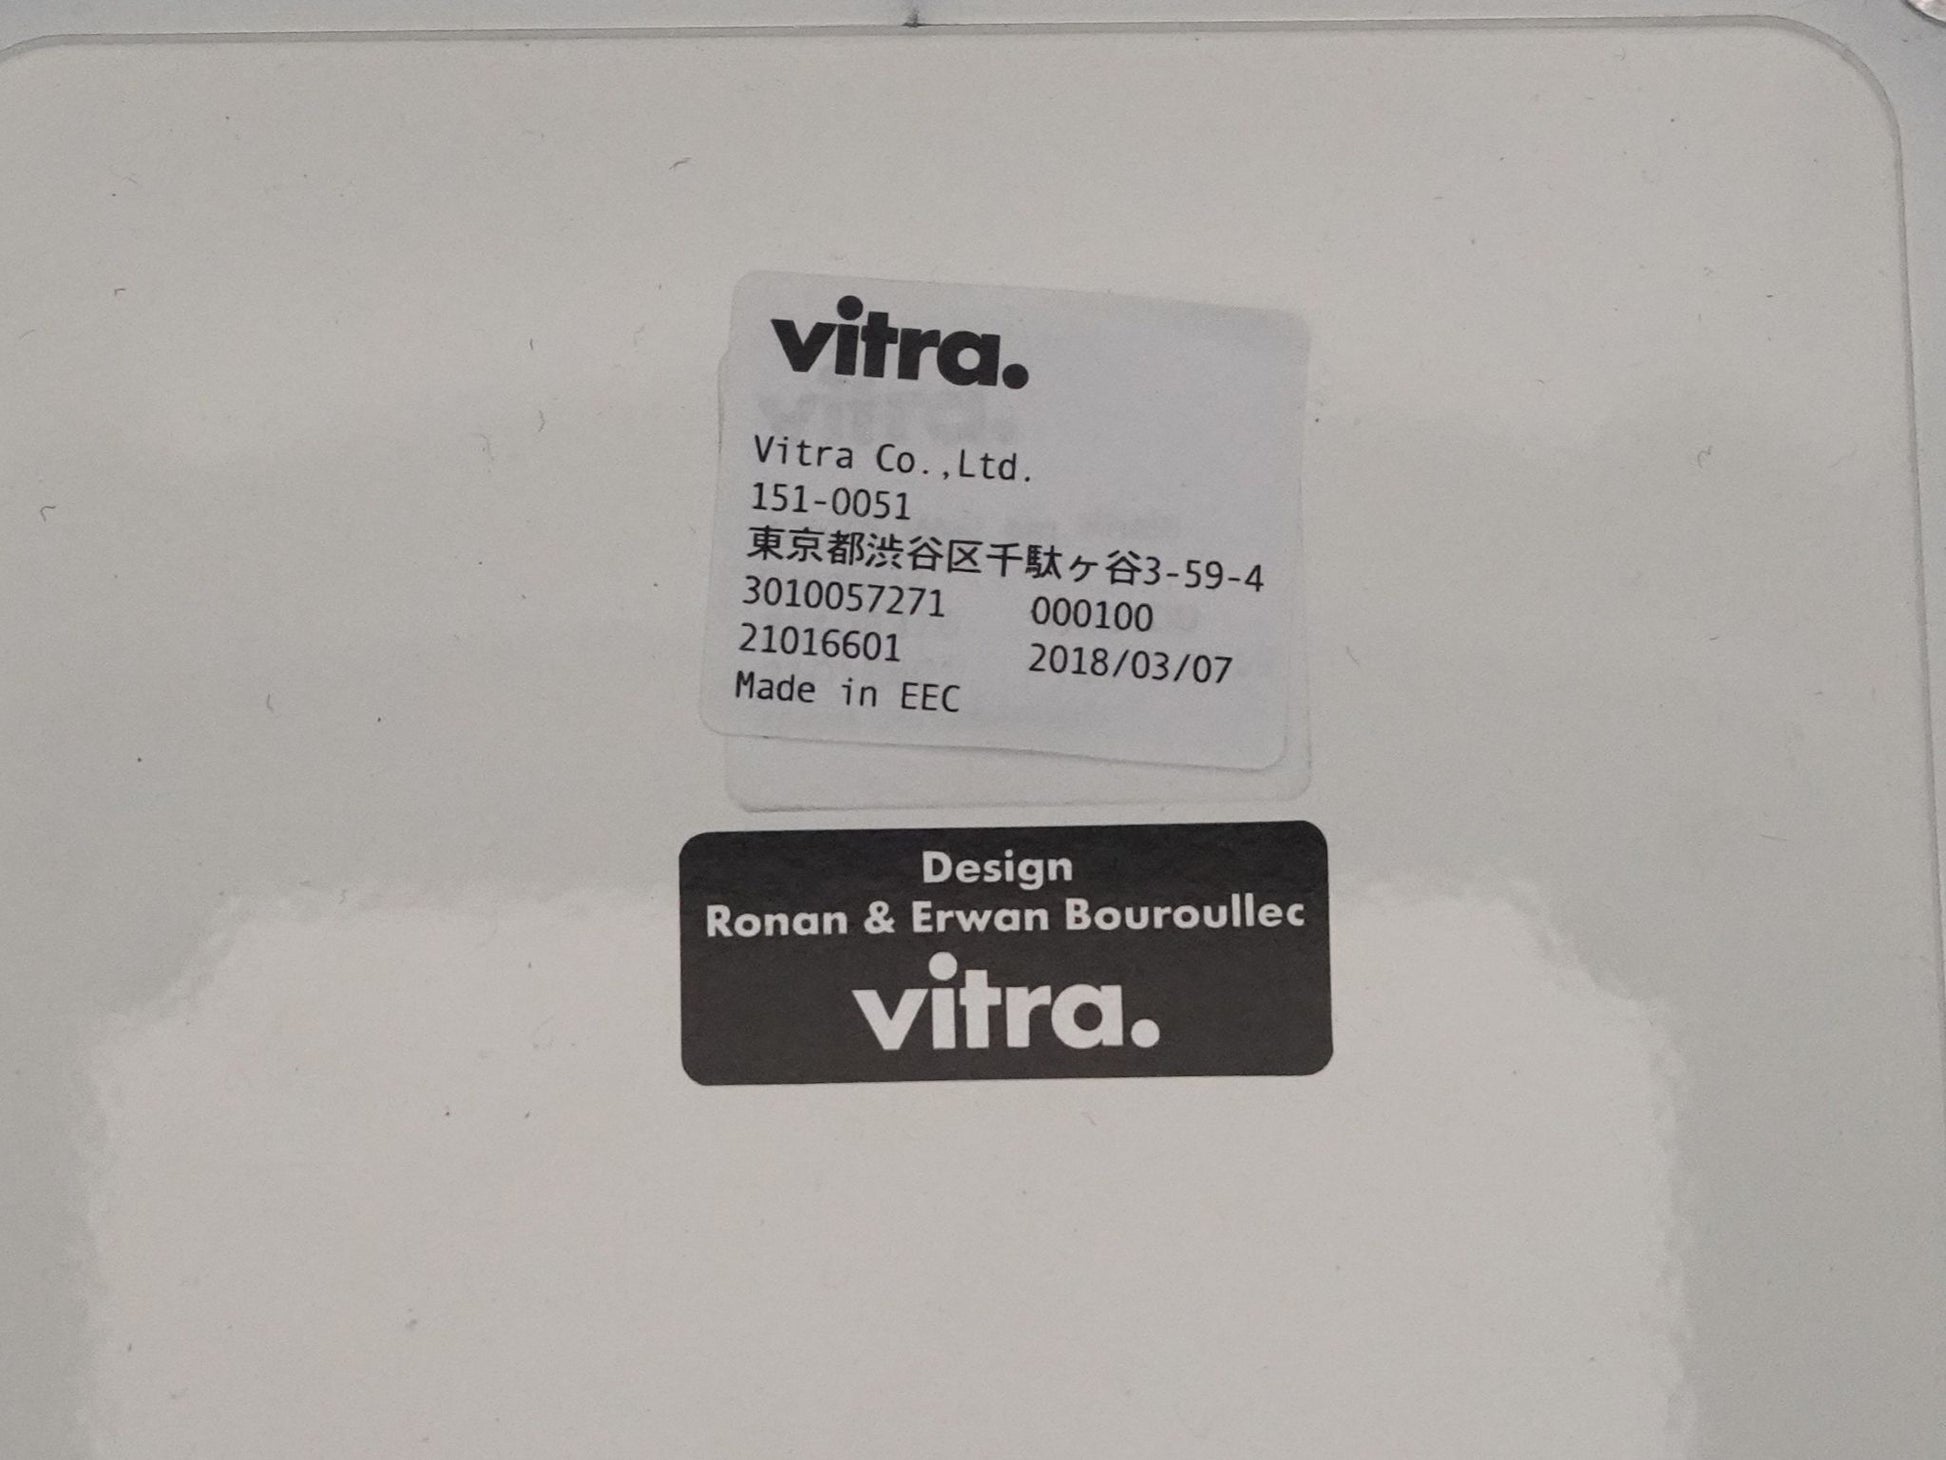 vitra.
Vitra Co.,Ltd.
151-0051
東京都渋谷区千駄ヶ谷3-59-4
3010057271 000100
21016601 2018/03/07
Made in EEC
Design
Ronan & Erwan Bouroullec
vitra.